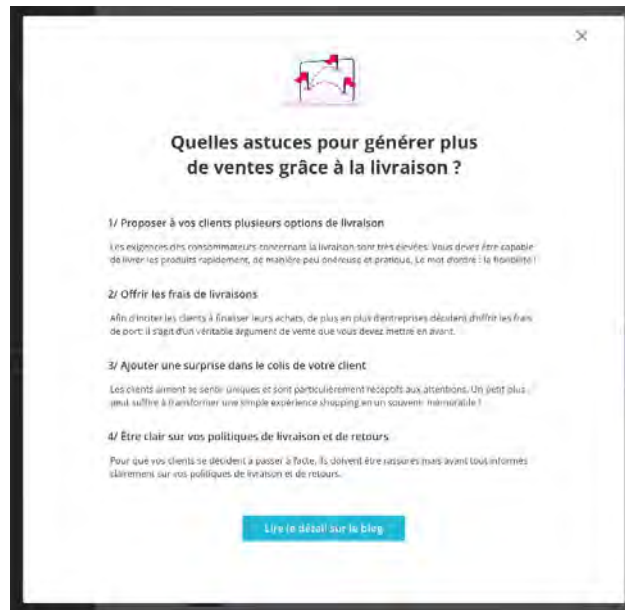 Quelles astuces pour générer plus
de ventes grâce à la livraison ?
1/ Proposer à vos clients plusieurs options de livraison
Les exigences des consommateurs concernant la livraison sont très élevées. Vous devez être capable
de livrer les produits rapidement, de manière peu onéreuse et pratique. Le mot d'ordre : la flexibilité !
2/ Offrir les frais de livraisons
Afin d'inciter les clients à finaliser leurs achats, de plus en plus d'entreprises décident d'offrir les frais
de port: il s'agit d'un véritable argument de vente que vous devez mettre en avant.
3/ Ajouter une surprise dans le colis de votre client
Les clients aiment se sentir uniques et sont particulièrement réceptifs aux attentions. Un petit plus
peut suffire à transformer une simple expérience shopping en un souvenir mémorable !
4/ Être clair sur vos politiques de livraison et de retours
Pour que vos clients se décident à passer à l'acte, ils doivent être rassurés mais avant tout informés
clairement sur vos politiques de livraison et de retours.
Lire le détail sur le blog